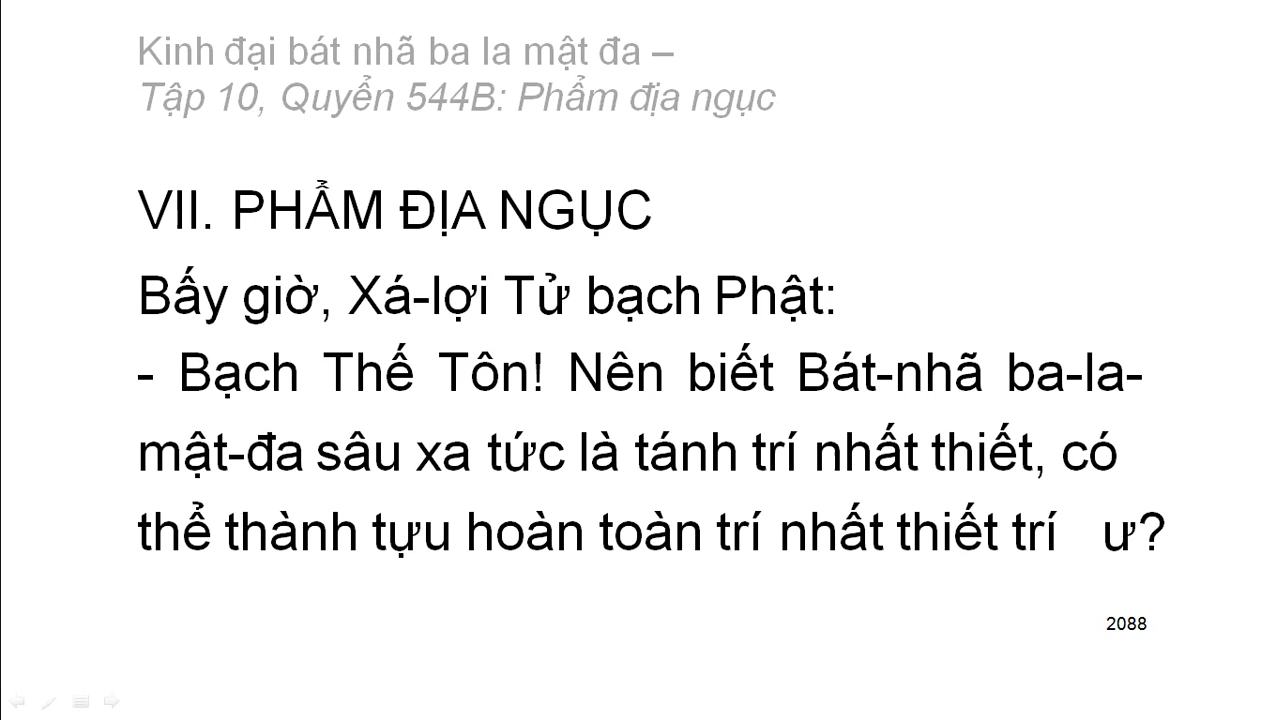 Kinh đại bát nhã ba la mật đa –
Tập 10, Quyển 544B: Phẩm địa ngục
VII. PHẨM ĐỊA NGỤC
Bấy giờ, Xá-lợi Tử bạch Phật:
- Bạch Thế Tôn! Nên biết Bát-nhã ba-la-
mật-đa sâu xa tức là tánh trí nhất thiết, có
thể thành tựu hoàn toàn trí nhất thiết trí ư?
2088